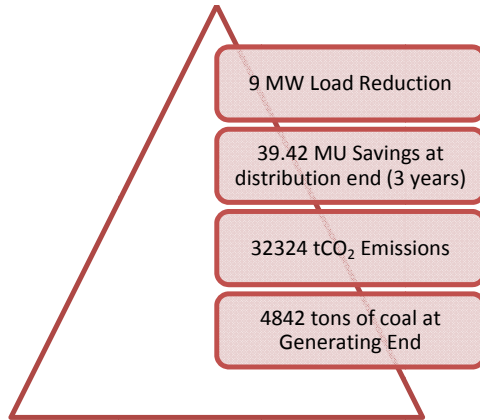 9 MW Load Reduction
39.42 MU Savings at
distribution end (3 years)
32324 tCO₂ Emissions
4842 tons of coal at
Generating End